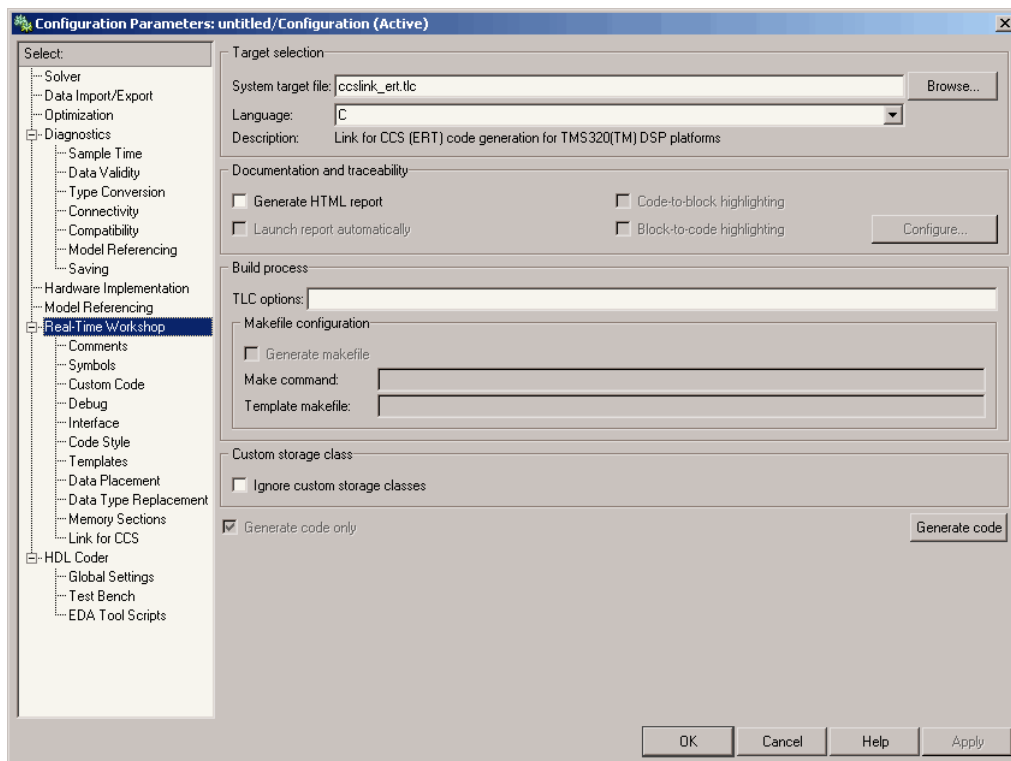 Configuration Parameters: untitled/Configuration (Active)
Select:
Solver
Data Import/Export
Optimization
Diagnostics
Sample Time
Data Validity
Type Conversion
Connectivity
Compatibility
Model Referencing
Saving
Hardware Implementation
Model Referencing
Real-Time Workshop
Comments
Symbols
Custom Code
Debug
Interface
Code Style
Templates
Data Placement
Data Type Replacement
Memory Sections
Link for CCS
HDL Coder
Global Settings
Test Bench
EDA Tool Scripts
Target selection
System target file: ccslink_ert.tlc Browse...
Language: C
Description: Link for CCS (ERT) code generation for TMS320(TM) DSP platforms
Documentation and traceability
Generate HTML report Code-to-block highlighting
Launch report automatically Block-to-code highlighting Configure...
Build process
TLC options:
Makefile configuration
Generate makefile
Make command:
Template makefile:
Custom storage class
Ignore custom storage classes
Generate code only Generate code
OK Cancel Help Apply